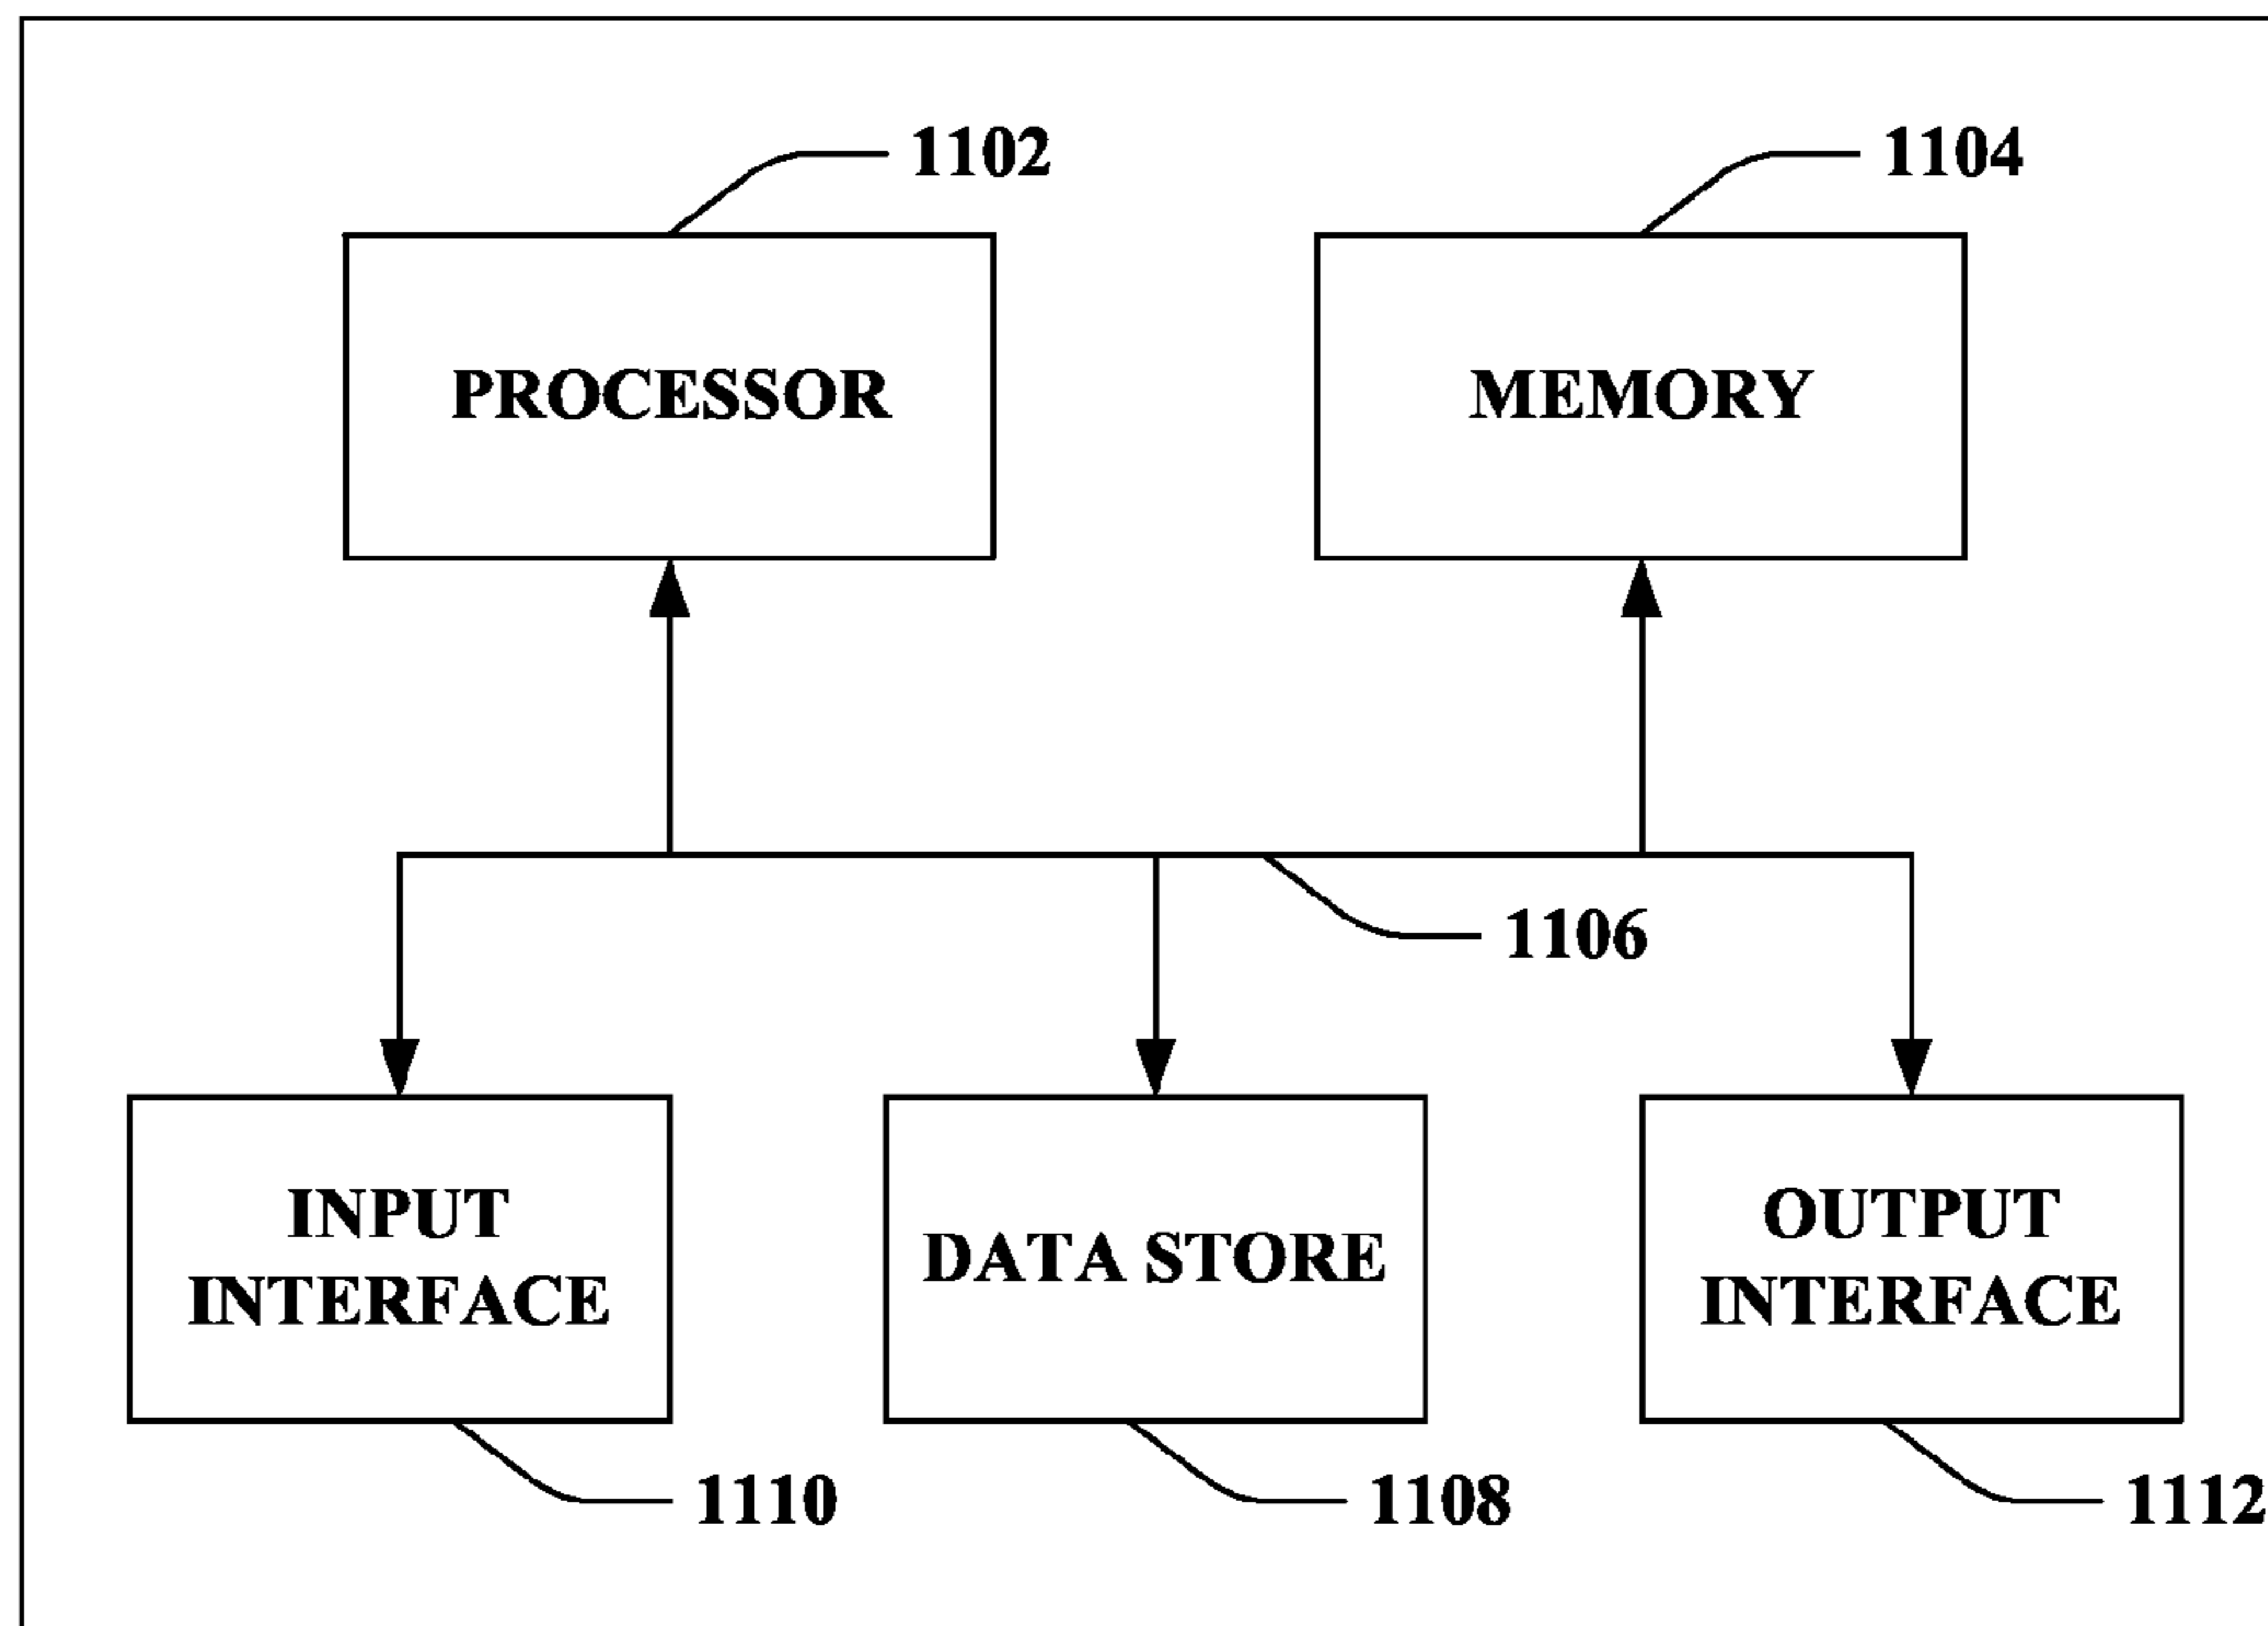 1102
1104
PROCESSOR
MEMORY
1106
INPUT
INTERFACE
DATA STORE
OUTPUT
INTERFACE
1110
1108
1112